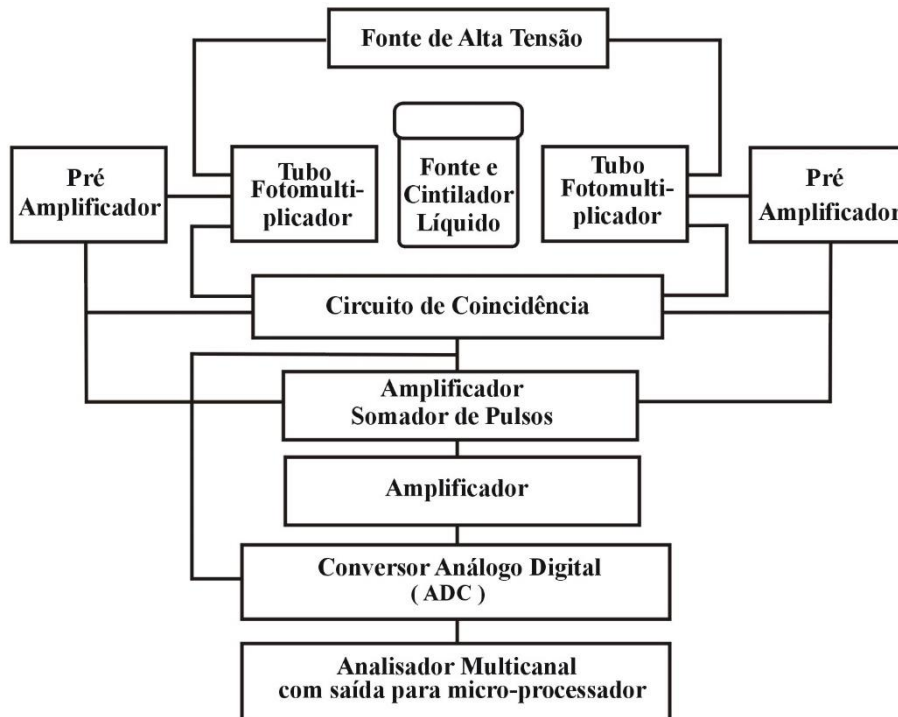 Fonte de Alta Tensão
Pré
Amplificador
Tubo
Fotomulti-
plicador
Fonte e
Cintilador
Líquido
Tubo
Fotomulti-
plicador
Pré
Amplificador
Circuito de Coincidência
Amplificador
Somador de Pulsos
Amplificador
Conversor Análogo Digital
( ADC )
Analisador Multicanal
com saída para micro-processador